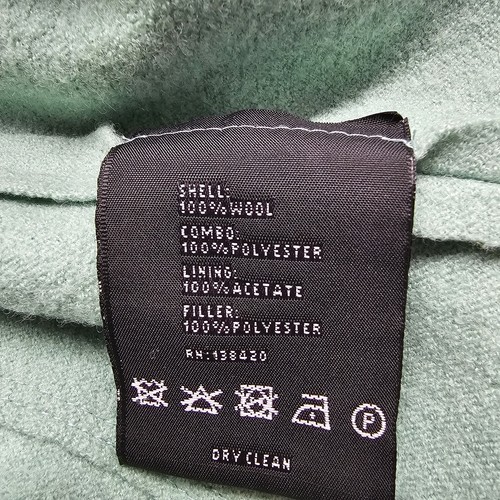 SHELL:
100%WOOL
COMBO:
100%POLYESTER
LINING:
100%ACETATE
FILLER:
100%POLYESTER
RN:138420
P
DRY CLEAN